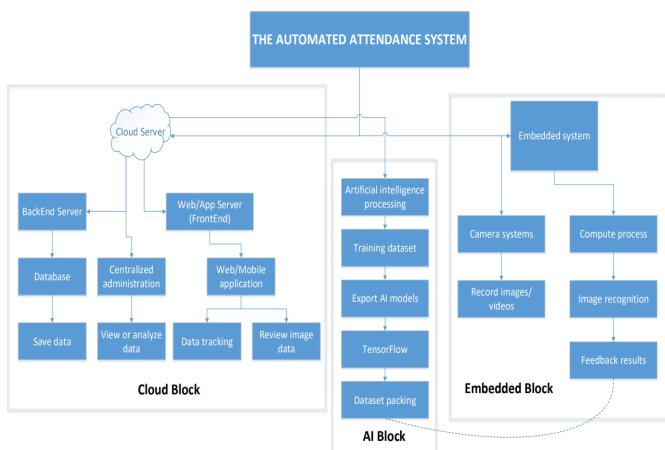 THE AUTOMATED ATTENDANCE SYSTEM
Cloud Server
BackEnd Server
Web/App Server
(FrontEnd)
Database
Centralized
administration
Web/Mobile
application
Save data
View or analyze
data
Data tracking
Review image
data
Cloud Block
Artificial intelligence
processing
Training dataset
Export AI models
TensorFlow
Dataset packing
AI Block
Embedded system
Camera systems
Compute process
Record images/
videos
Image recognition
Feedback results
Embedded Block